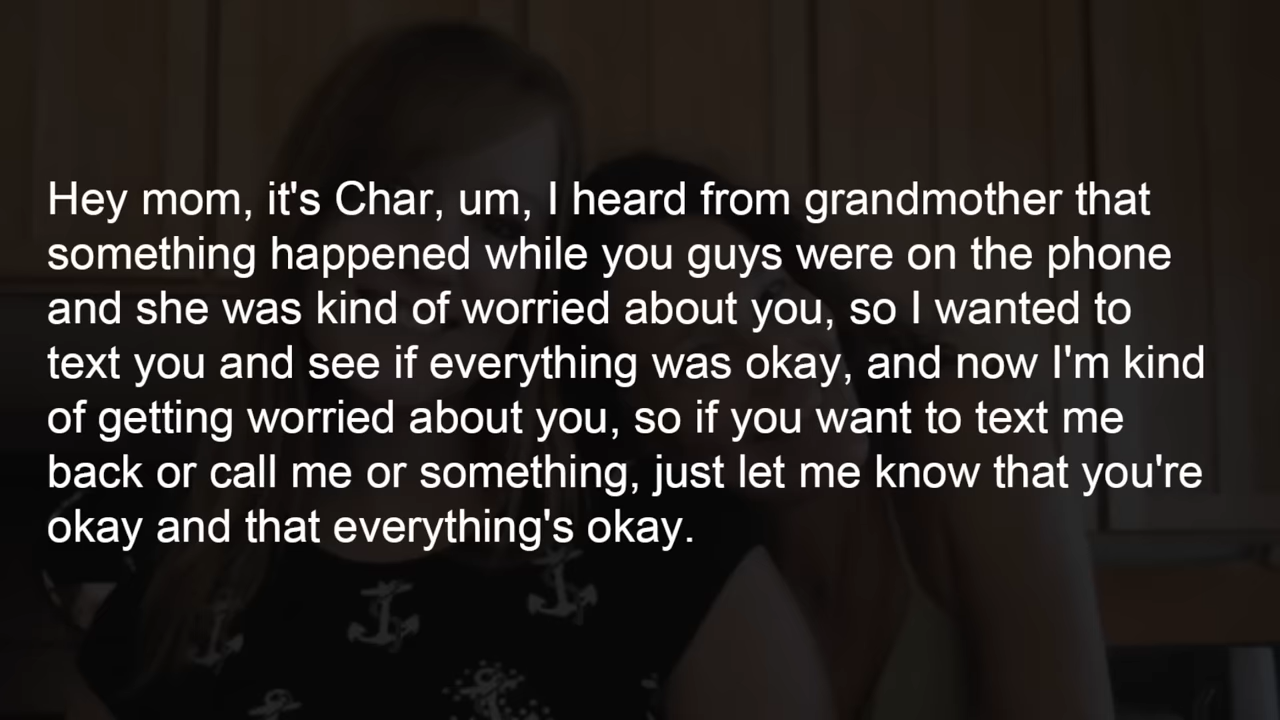 Hey mom, it's Char, um, I heard from grandmother that
something happened while you guys were on the phone
and she was kind of worried about you, so I wanted to
text you and see if everything was okay, and now I'm kind
of getting worried about you, so if you want to text me
back or call me or something, just let me know that you're
okay and that everything's okay.